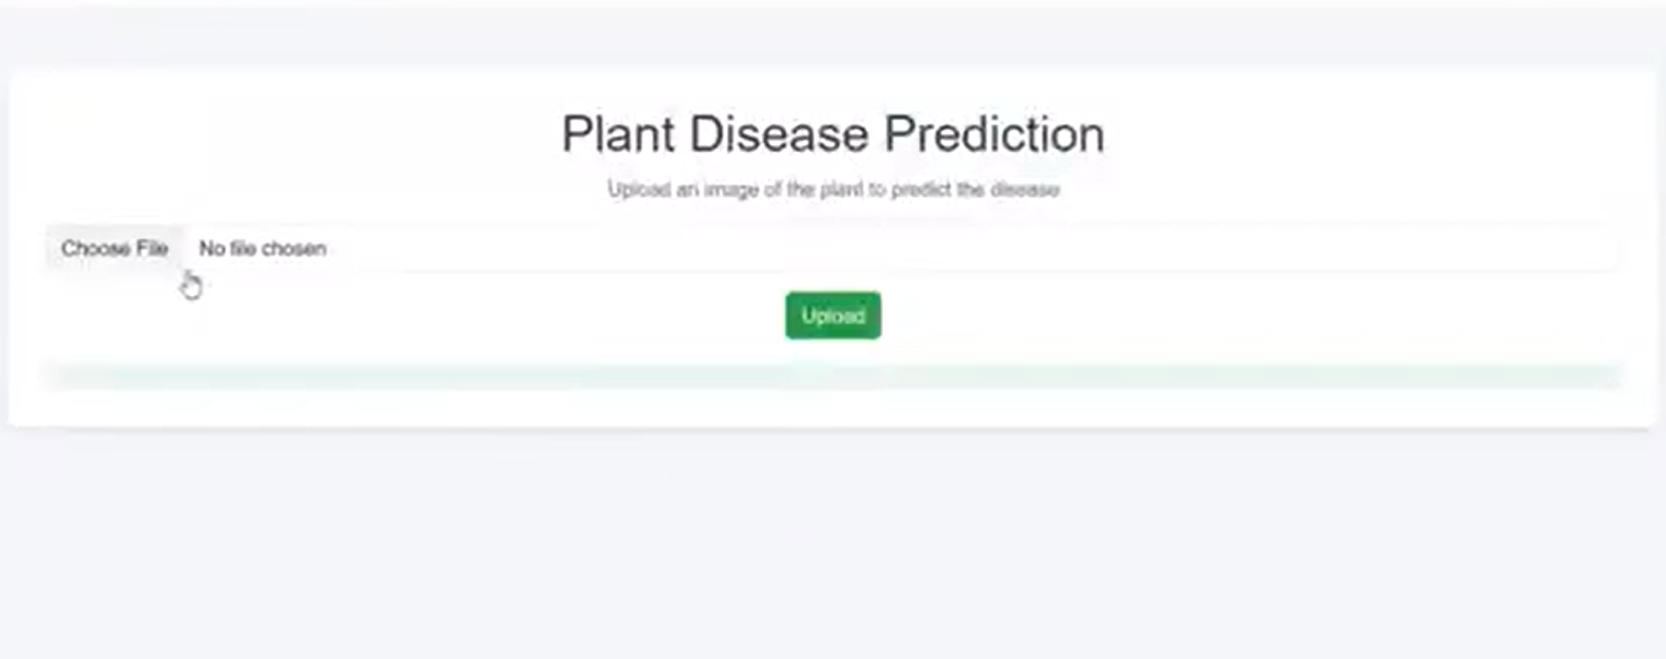 Plant Disease Prediction
Upload an image of the plant to predict the disease
Choose File No file chosen
Upload